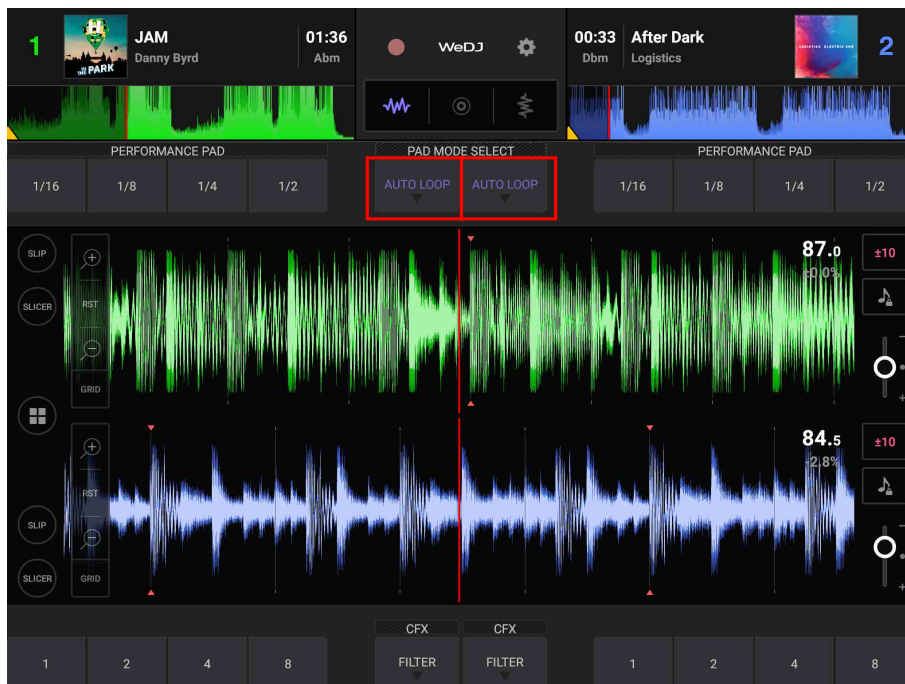 1
IN THE PARK
JAM
Danny Byrd
01:36
Abm
WeDJ
00:33
Dbm
After Dark
Logistics
2
PERFORMANCE PAD
PAD MODE SELECT
PERFORMANCE PAD
1/16 1/8 1/4 1/2
AUTO LOOP AUTO LOOP
1/16 1/8 1/4 1/2
SLIP
SLICER
RST
GRID
87.0
±0.0%
±10
RST
SLIP
SLICER
GRID
84.5
-2.8%
±10
CFX CFX
1 2 4 8
FILTER FILTER
1 2 4 8